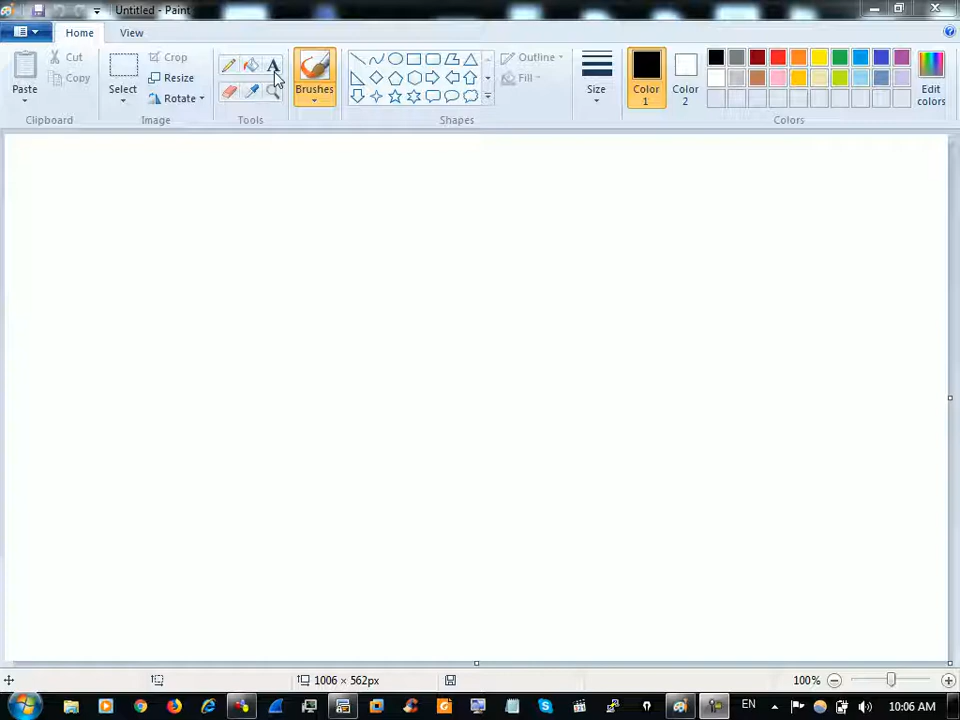 Untitled - Paint
Home View
Paste Cut Copy Clipboard
Select Crop Resize Rotate Image
A Tools
Brushes
Shapes Outline Fill
Size
Color 1 Color 2 Edit colors Colors
1006 × 562px 100%
EN 10:06 AM